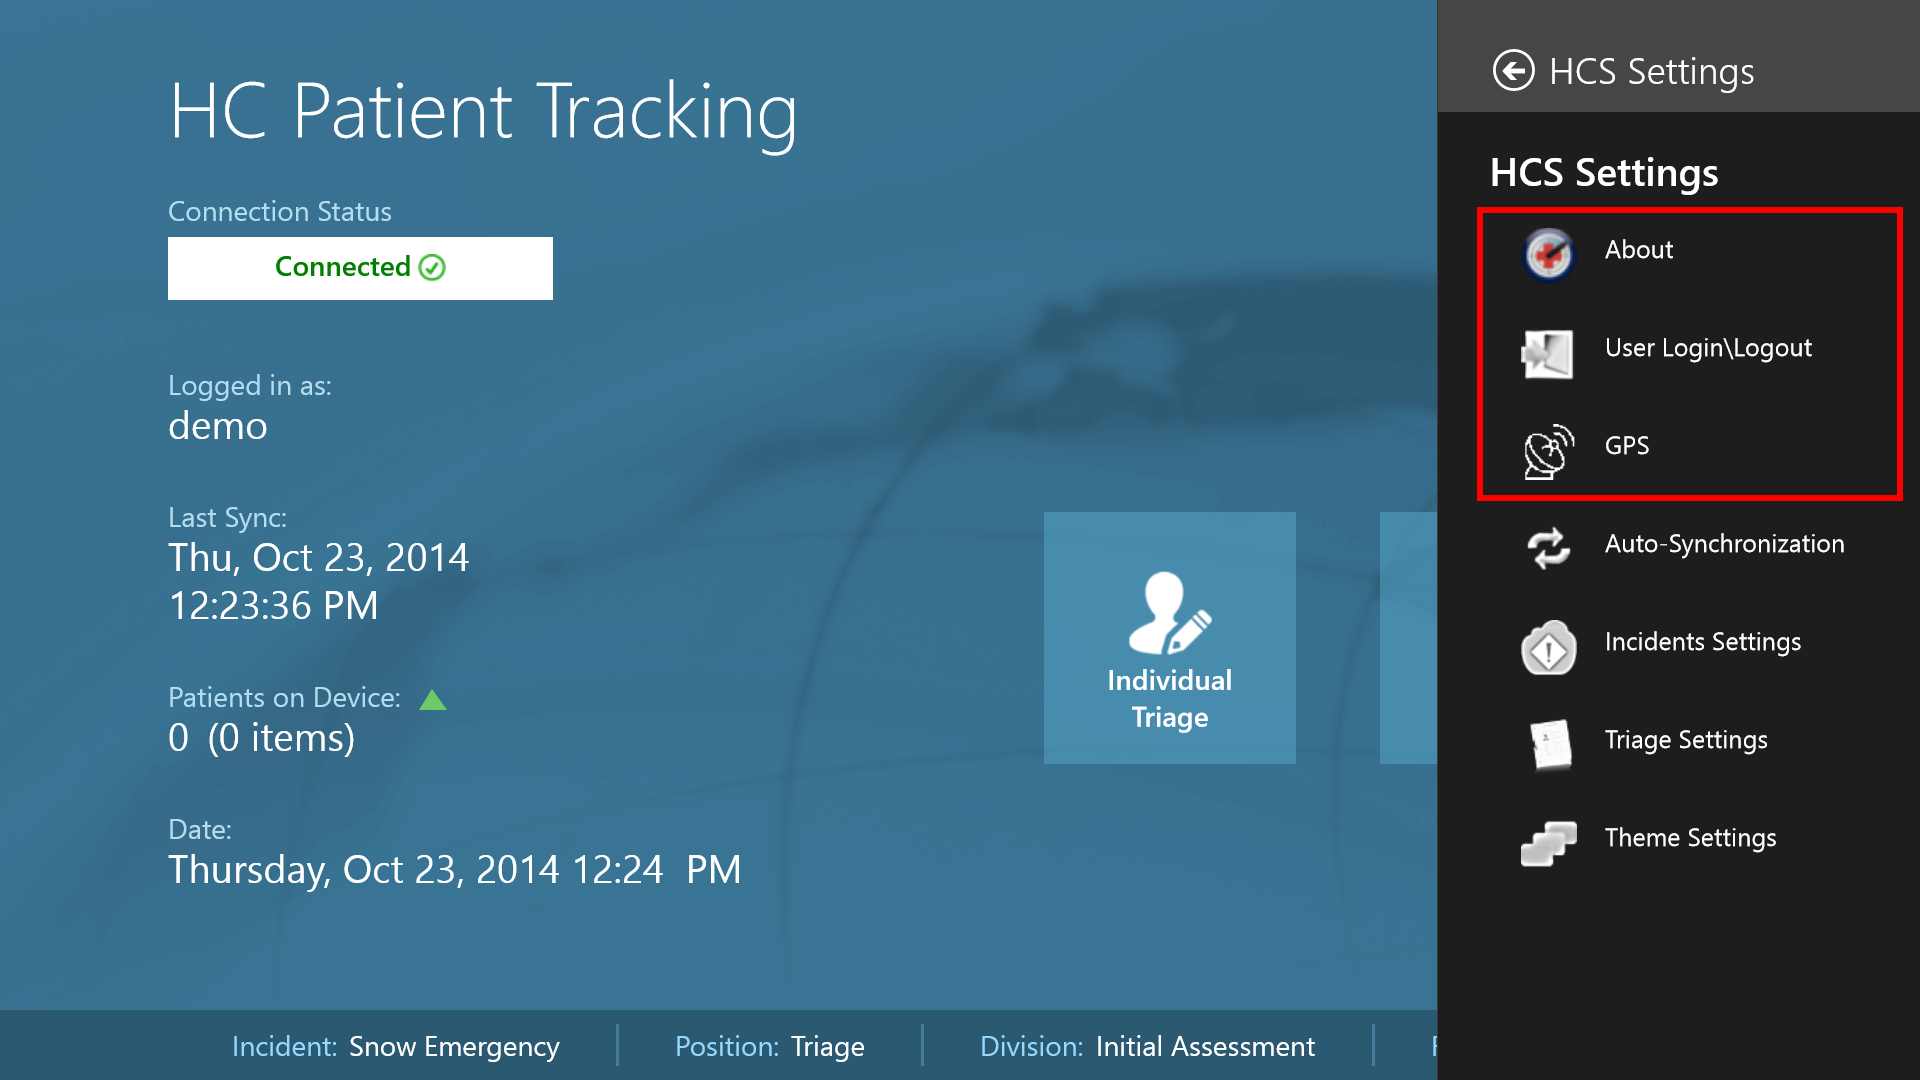 HC Patient Tracking
Connection Status
Connected
Logged in as:
demo
Last Sync:
Thu, Oct 23, 2014
12:23:36 PM
Patients on Device:
0 (0 items)
Date:
Thursday, Oct 23, 2014 12:24 PM
Individual
Triage
Incident: Snow Emergency
Position: Triage
Division: Initial Assessment
HCS Settings
HCS Settings
About
User Login\Logout
GPS
Auto-Synchronization
Incidents Settings
Triage Settings
Theme Settings